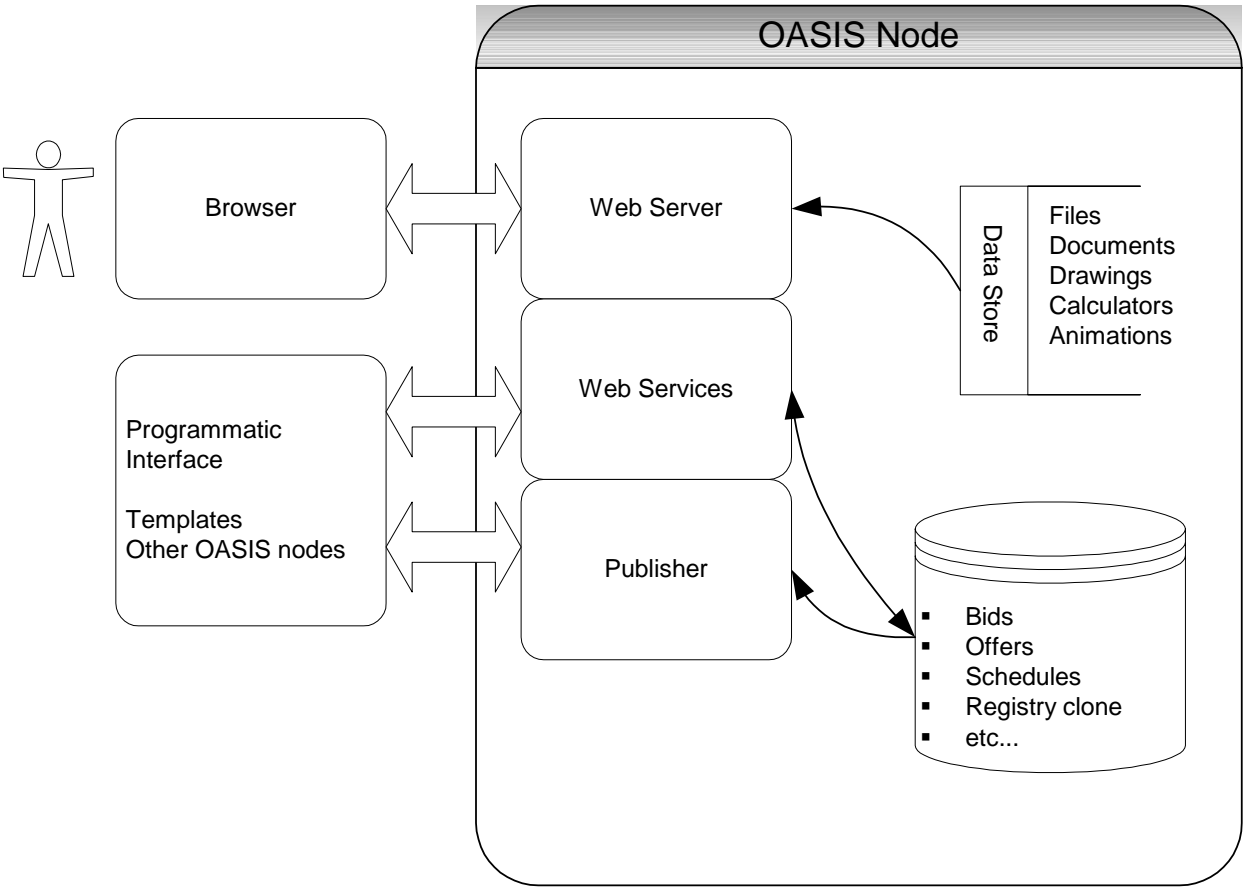 OASIS Node
Browser
Web Server
Data Store
Files
Documents
Drawings
Calculators
Animations
Programmatic
Interface
Templates
Other OASIS nodes
Web Services
Publisher
▪ Bids
▪ Offers
▪ Schedules
▪ Registry clone
▪ etc...